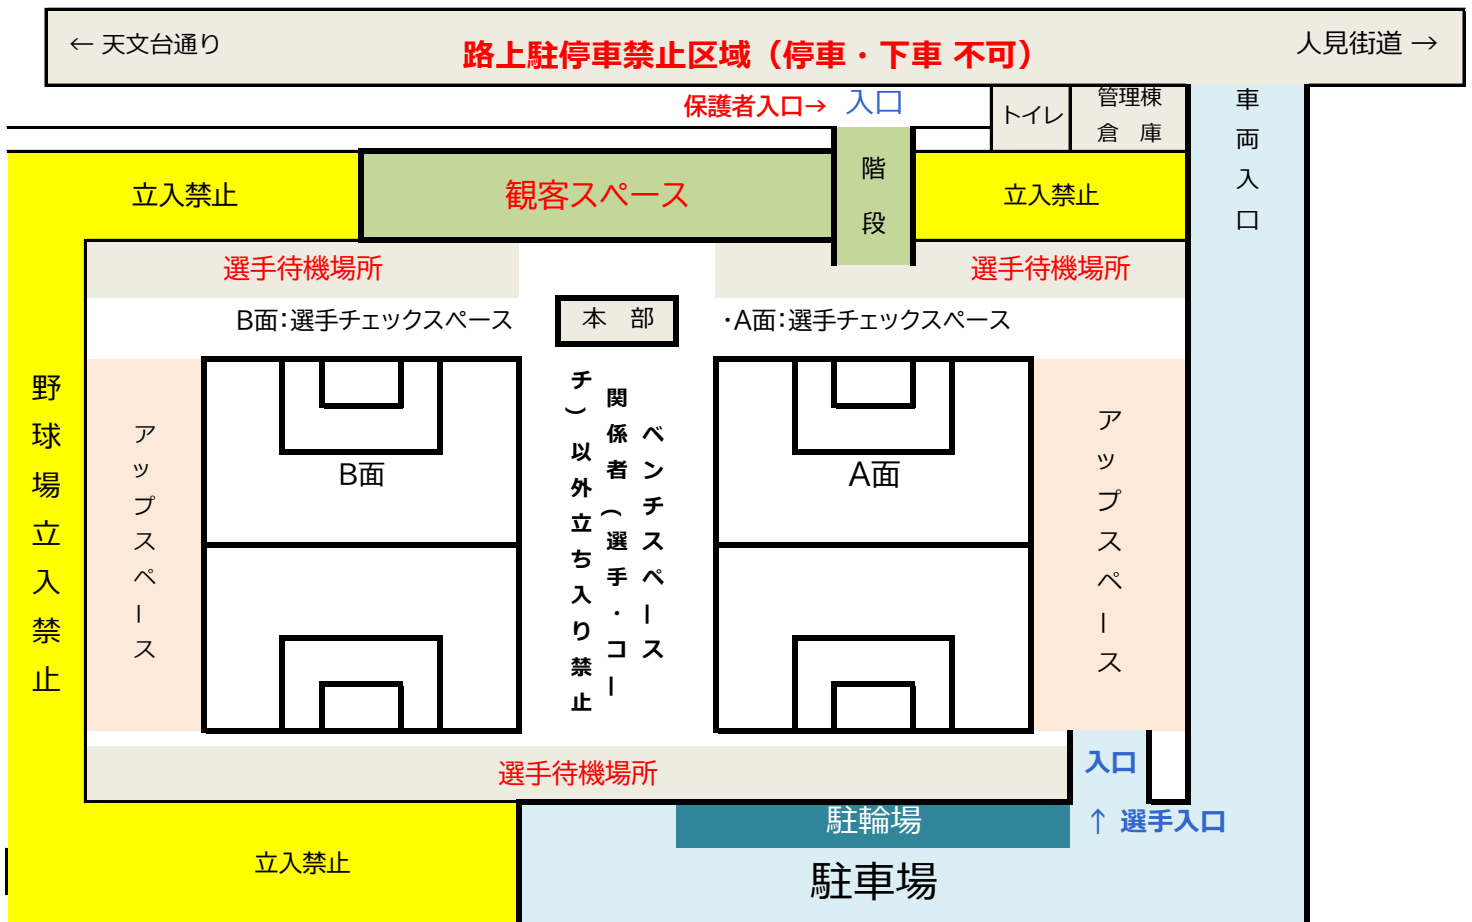 ← 天文台通り
路上駐停車禁止区域（停車・下車 不可）
人見街道 →
保護者入口→
入口
トイレ
管理棟
倉　庫
車両入口
立入禁止
観客スペース
階段
立入禁止
選手待機場所
選手待機場所
B面：選手チェックスペース
本　部
・A面：選手チェックスペース
野球場立入禁止
アップスペース
B面
ベンチスペース
関係者（選手・コー
チ）以外立ち入り禁止
A面
アップスペース
選手待機場所
入口
駐輪場
↑ 選手入口
立入禁止
駐車場